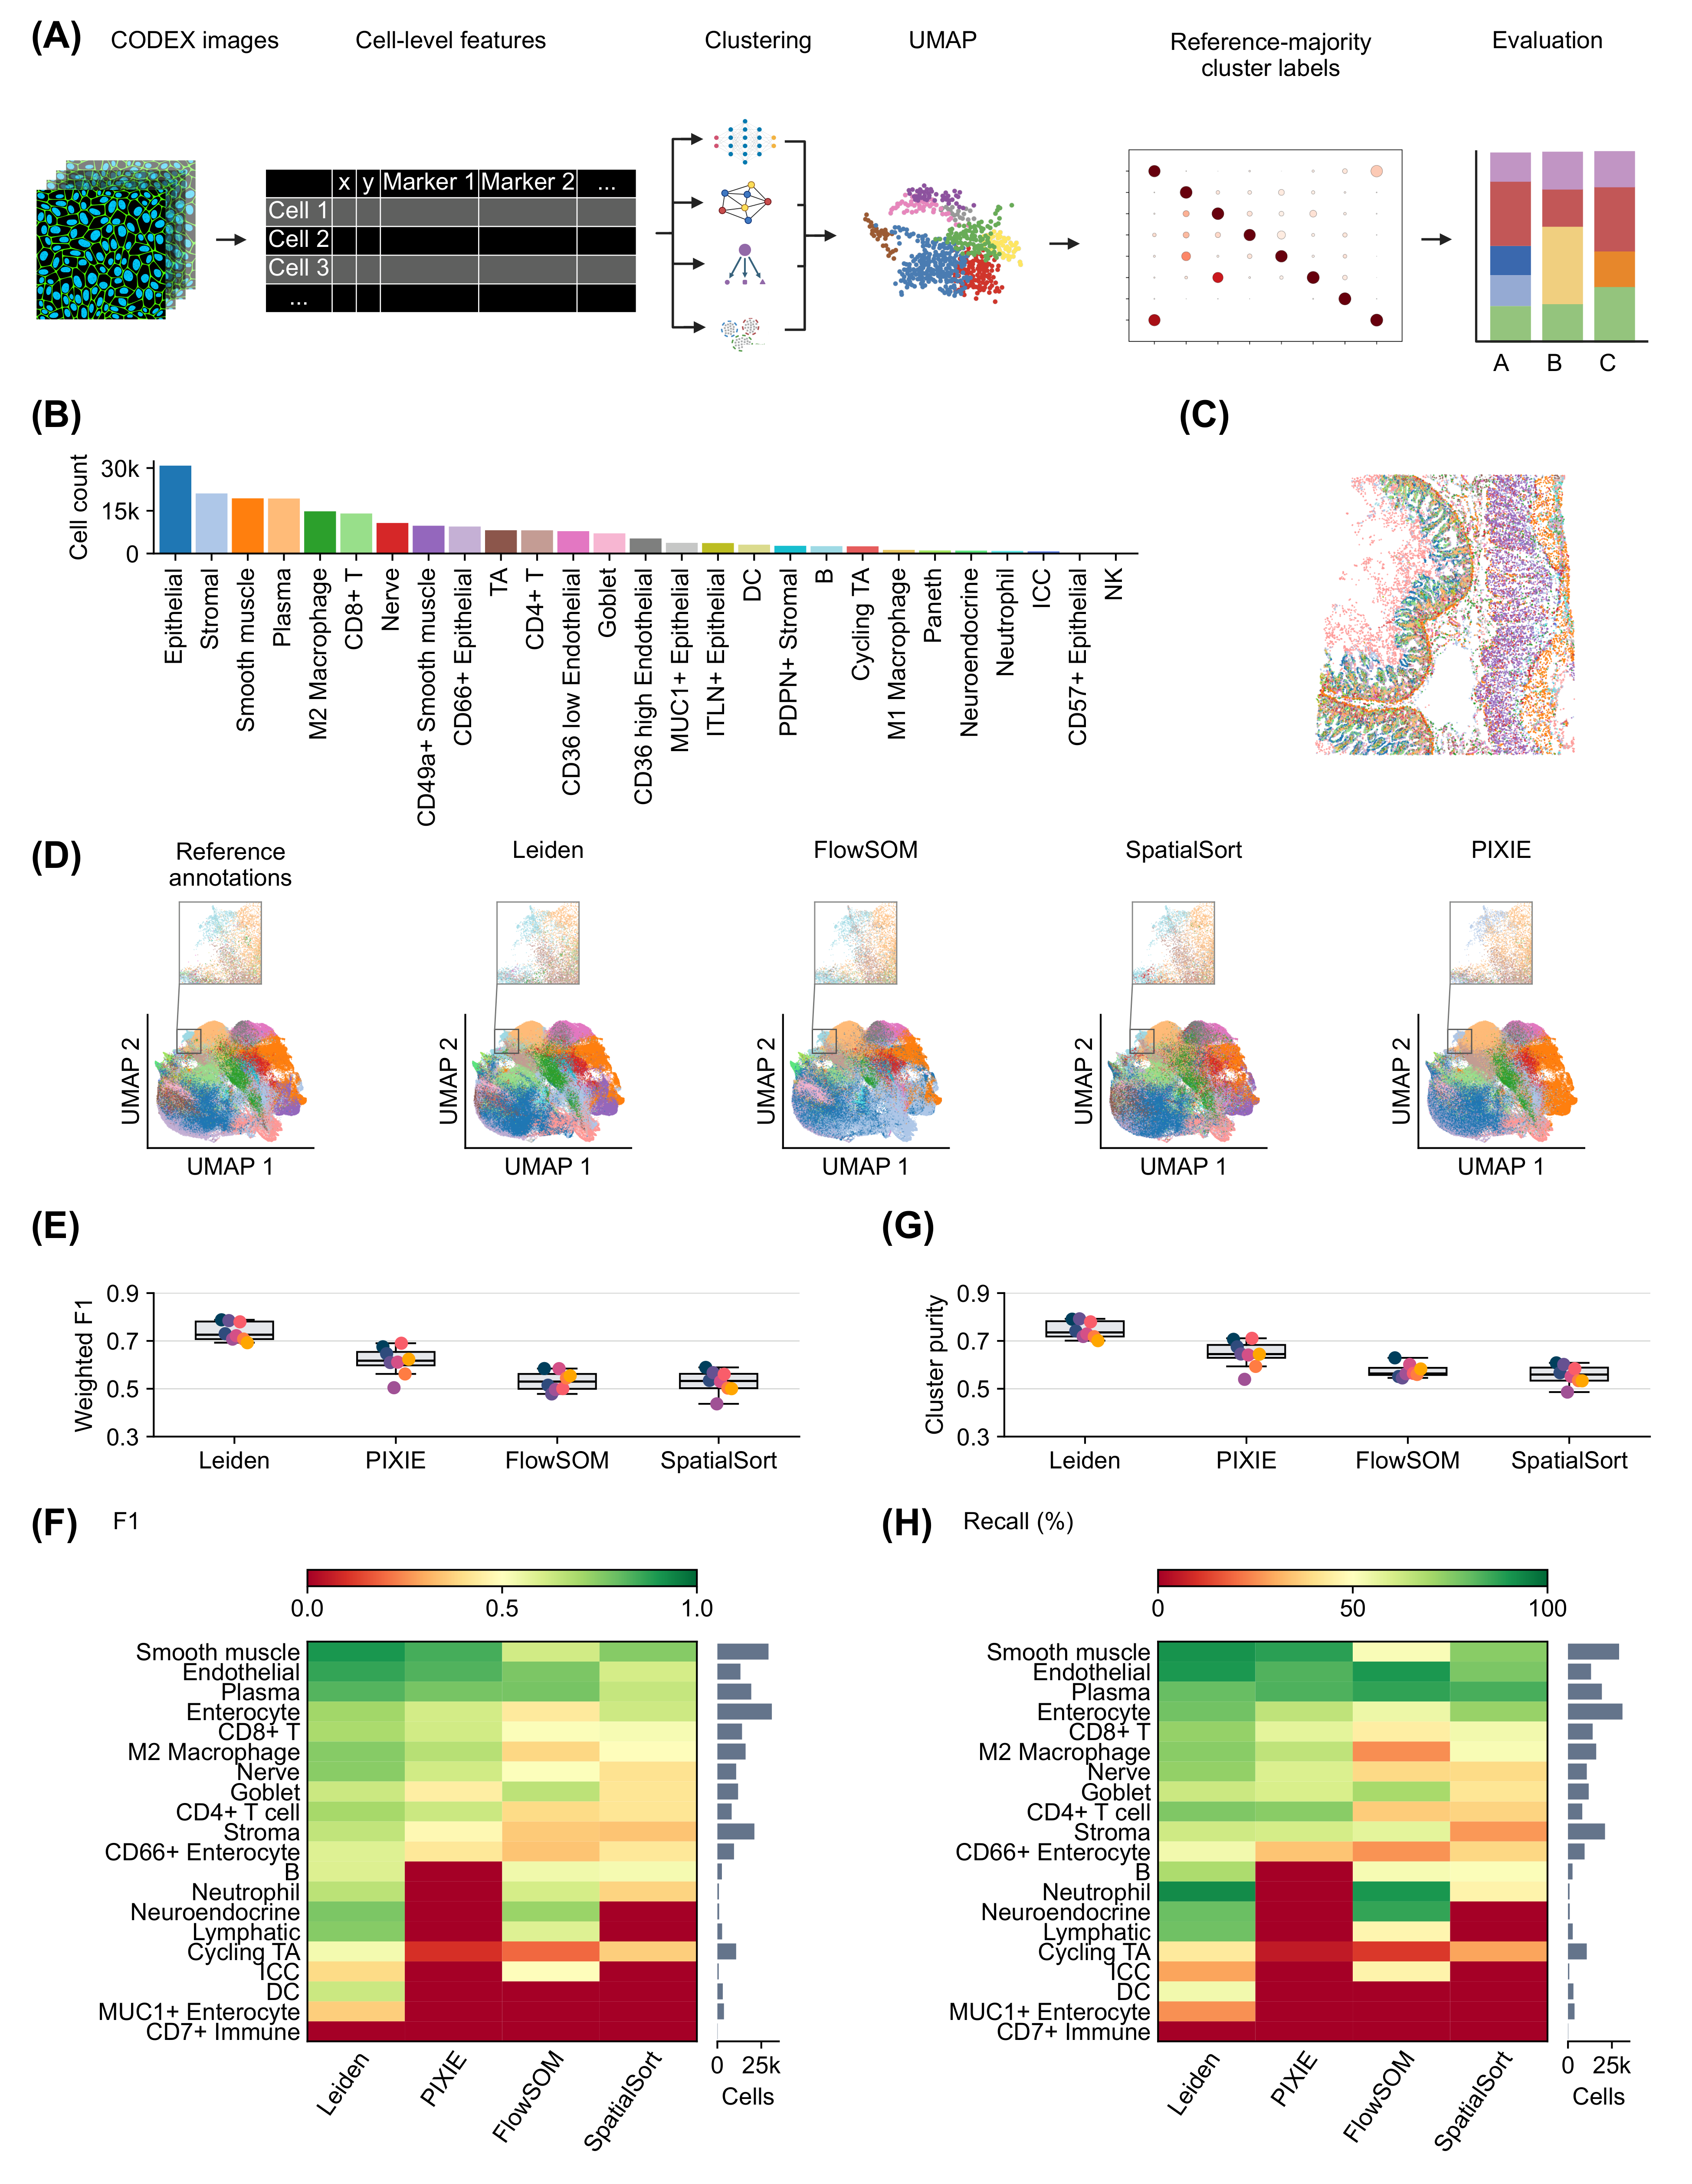 (A)
CODEX images
Cell-level features
Clustering
UMAP
Reference-majority
cluster labels
Evaluation
x y Marker 1 Marker 2 ...
Cell 1
Cell 2
Cell 3
...
A B C
(B)
Cell count
30k
15k
0
Epithelial
Stromal
Smooth muscle
Plasma
M2 Macrophage
CD8+ T
Nerve
CD49a+ Smooth muscle
CD66+ Epithelial
TA
CD4+ T
CD36 low Endothelial
Goblet
CD36 high Endothelial
MUC1+ Epithelial
ITLN+ Epithelial
DC
PDPN+ Stromal
B
Cycling TA
M1 Macrophage
Paneth
Neuroendocrine
Neutrophil
ICC
CD57+ Epithelial
NK
(C)
(D)
Reference
annotations
Leiden
FlowSOM
SpatialSort
PIXIE
UMAP 2
UMAP 2
UMAP 2
UMAP 2
UMAP 2
UMAP 1
UMAP 1
UMAP 1
UMAP 1
UMAP 1
(E)
Weighted F1
0.9
0.7
0.5
0.3
Leiden
PIXIE
FlowSOM
SpatialSort
(G)
Cluster purity
0.9
0.7
0.5
0.3
Leiden
PIXIE
FlowSOM
SpatialSort
(F)
F1
0.0 0.5 1.0
Smooth muscle
Endothelial
Plasma
Enterocyte
CD8+ T
M2 Macrophage
Nerve
Goblet
CD4+ T cell
Stroma
CD66+ Enterocyte
B
Neutrophil
Neuroendocrine
Lymphatic
Cycling TA
ICC
DC
MUC1+ Enterocyte
CD7+ Immune
Leiden
PIXIE
FlowSOM
SpatialSort
0 25k
Cells
(H)
Recall (%)
0 50 100
Smooth muscle
Endothelial
Plasma
Enterocyte
CD8+ T
M2 Macrophage
Nerve
Goblet
CD4+ T cell
Stroma
CD66+ Enterocyte
B
Neutrophil
Neuroendocrine
Lymphatic
Cycling TA
ICC
DC
MUC1+ Enterocyte
CD7+ Immune
Leiden
PIXIE
FlowSOM
SpatialSort
0 25k
Cells